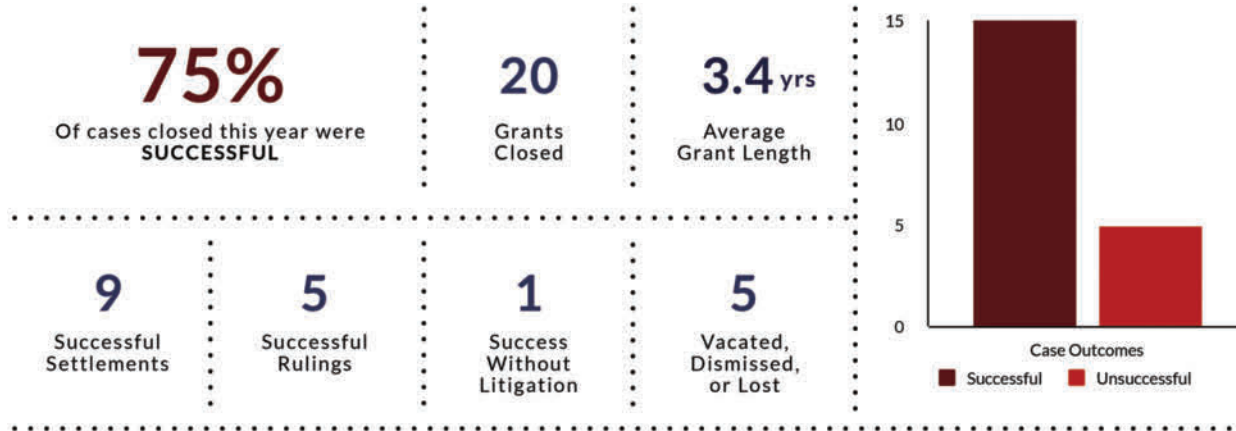 75%
Of cases closed this year were
SUCCESSFUL
20
Grants
Closed
3.4 yrs
Average
Grant Length
9
Successful
Settlements
5
Successful
Rulings
1
Success
Without
Litigation
5
Vacated,
Dismissed,
or Lost
15
10
5
0
Case Outcomes
Successful Unsuccessful